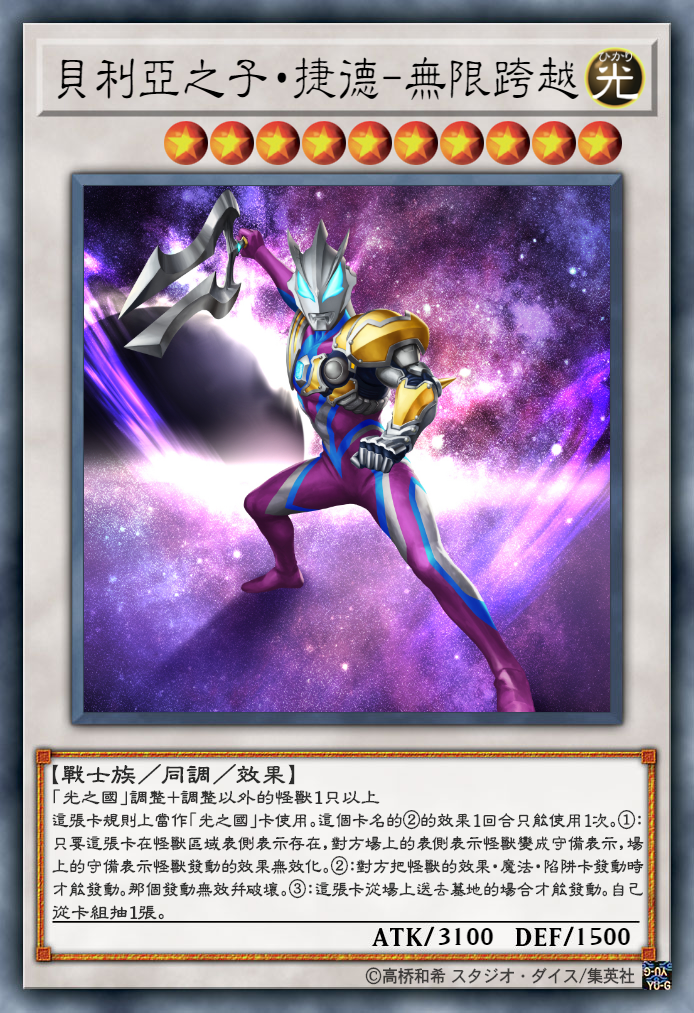 貝利亞之子・捷德-無限跨越
ひかり
光
【戰士族／同調／效果】
「光之國」調整＋調整以外的怪獸1只以上
這張卡規則上當作「光之國」卡使用。這個卡名的②的效果1回合只能使用1次。①：
只要這張卡在怪獸區域表側表示存在，對方場上的表側表示怪獸變成守備表示，場
上的守備表示怪獸發動的效果無效化。②：對方把怪獸的效果・魔法・陷阱卡發動時
才能發動。那個發動無效并破壞。③：這張卡從場上送去墓地的場合才能發動。自己
從卡組抽1張。
ATK/3100 DEF/1500
©高桥和希 スタジオ・ダイス/集英社
YU-G
YU-G